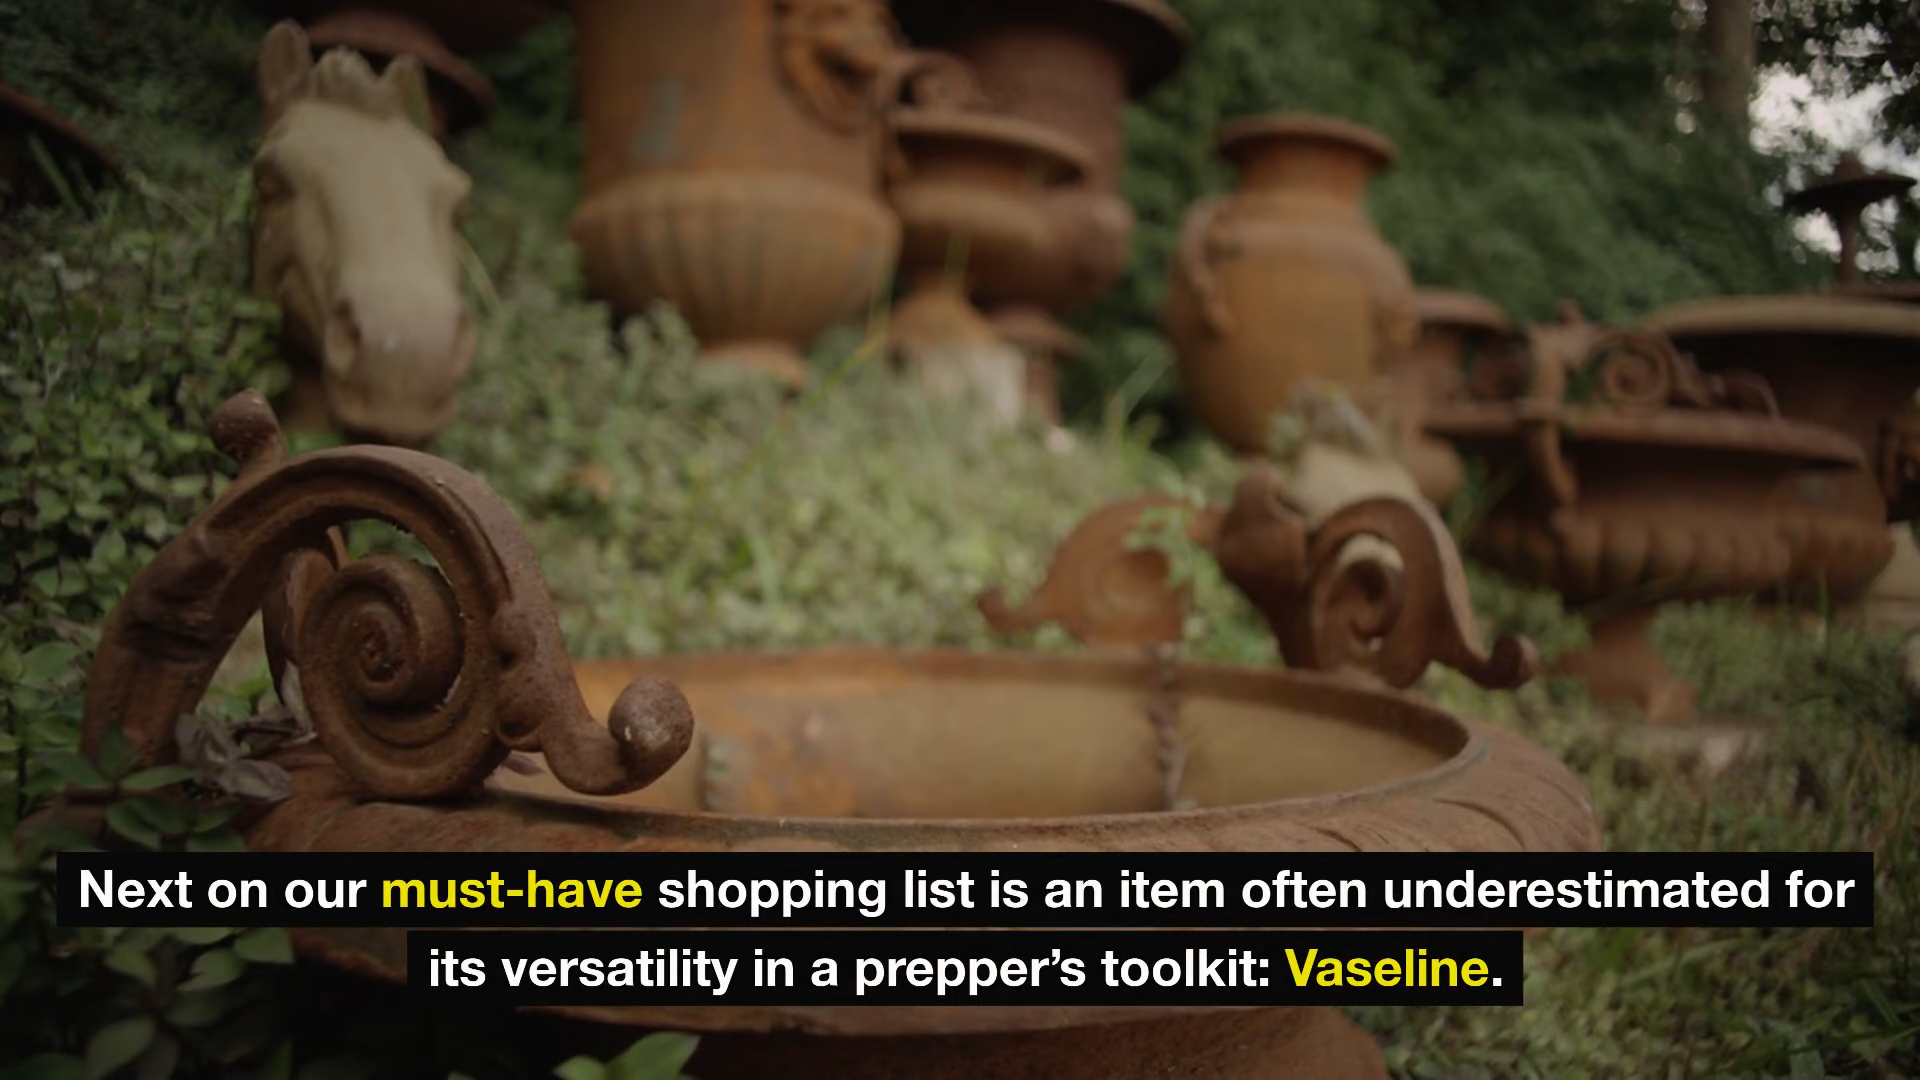 Next on our must-have shopping list is an item often underestimated for
its versatility in a prepper’s toolkit: Vaseline.